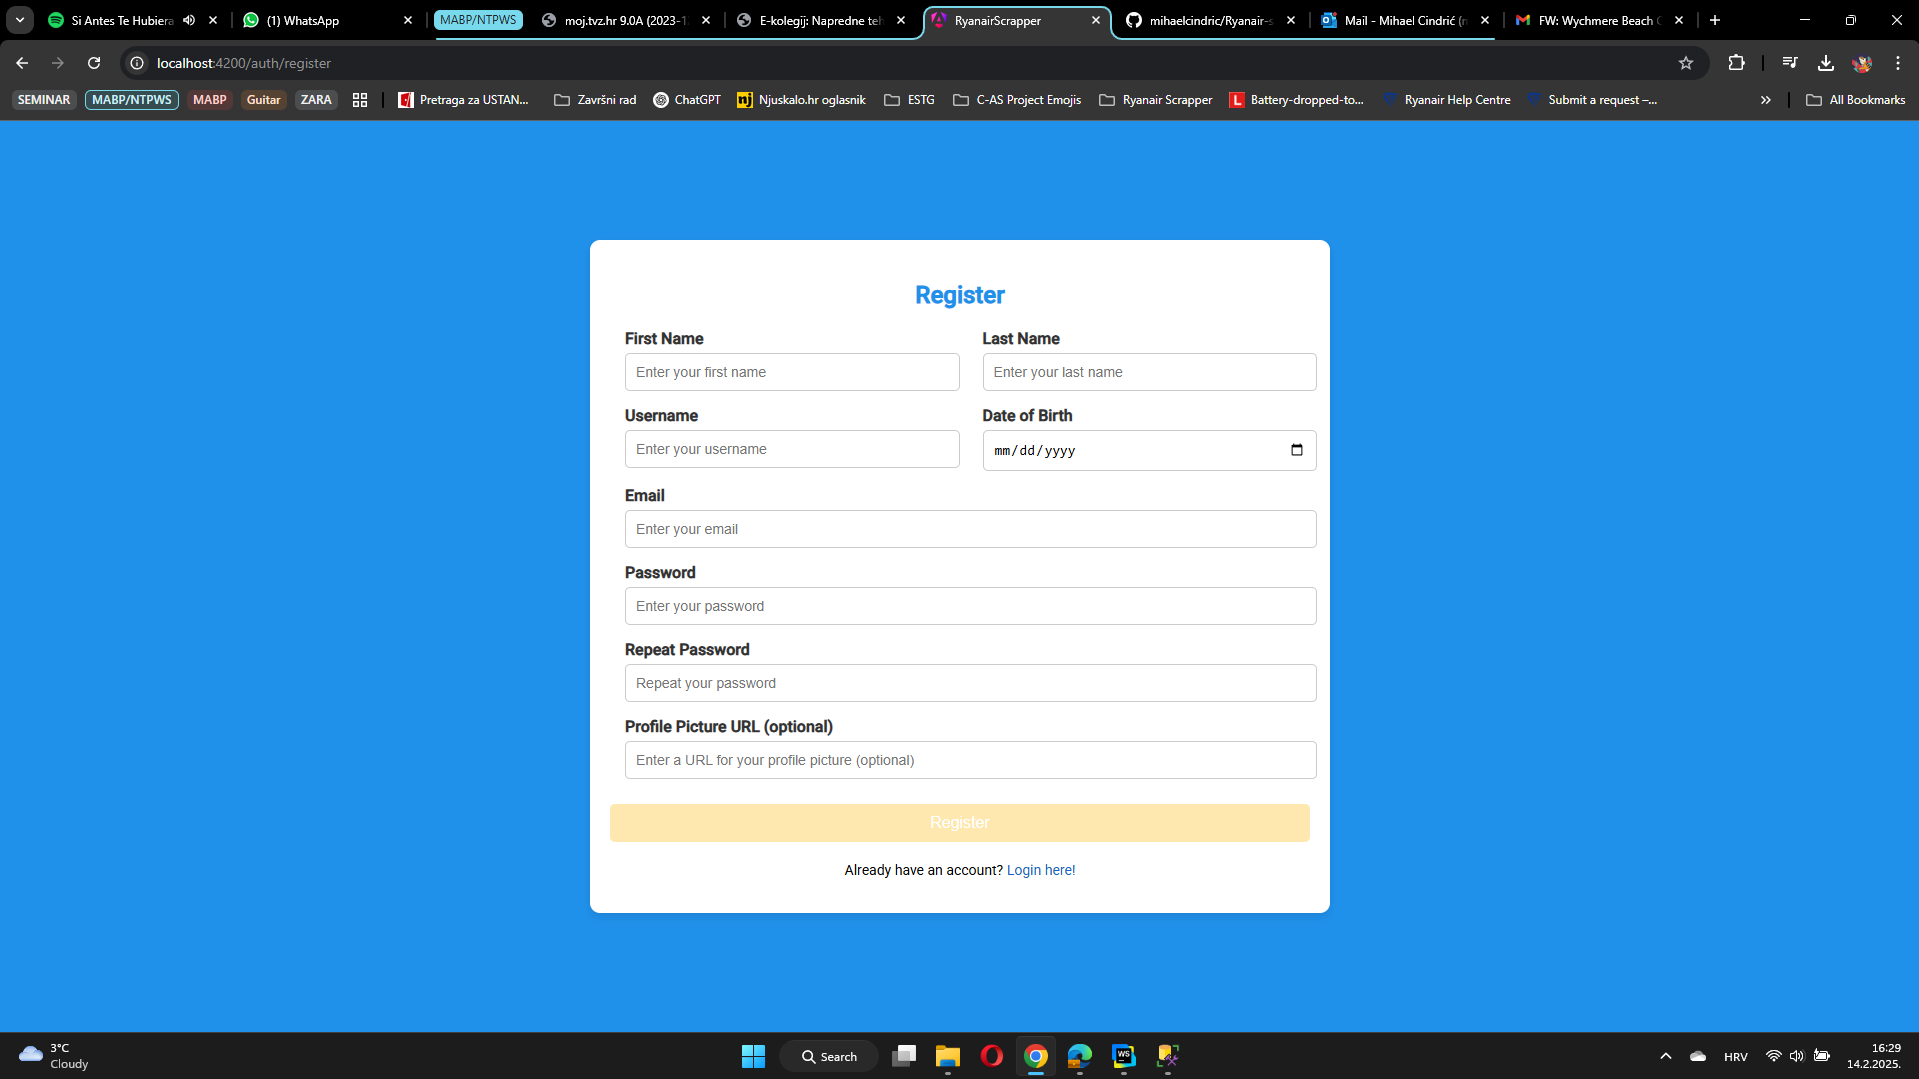 Si Antes Te Hubiera
(1) WhatsApp
MABP/NTPWS
moj.tvz.hr 9.0A (2023-1
E-kolegij: Napredne teh
RyanairScrapper
mihaelcindric/Ryanair-s
Mail - Mihael Cindrić (
FW: Wychmere Beach
localhost:4200/auth/register
SEMINAR
MABP/NTPWS
MABP
Guitar
ZARA
Pretraga za USTAN...
Završni rad
ChatGPT
Njuskalo.hr oglasnik
ESTG
C-AS Project Emojis
Ryanair Scrapper
Battery-dropped-to...
Ryanair Help Centre
Submit a request –...
All Bookmarks
Register
First Name
Last Name
Enter your first name
Enter your last name
Username
Date of Birth
Enter your username
mm/dd/yyyy
Email
Enter your email
Password
Enter your password
Repeat Password
Repeat your password
Profile Picture URL (optional)
Enter a URL for your profile picture (optional)
Register
Already have an account? Login here!
3°C
Cloudy
Search
HRV
16:29
14.2.2025.